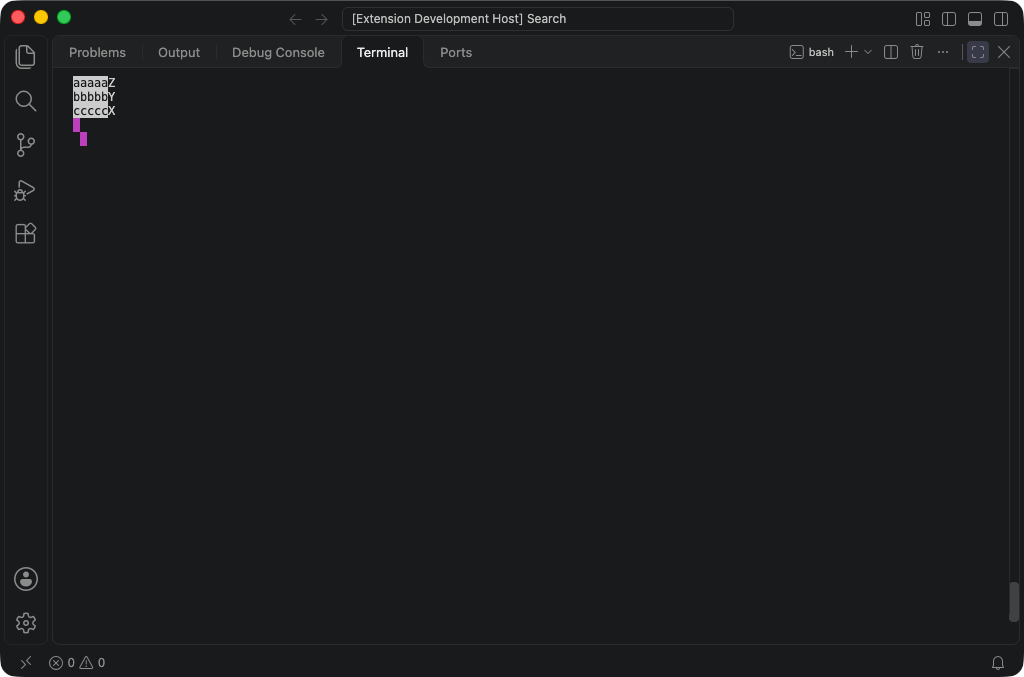 [Extension Development Host] Search
Problems
Output
Debug Console
Terminal
Ports
bash
aaaaaZ
bbbbbY
cccccX
0
0